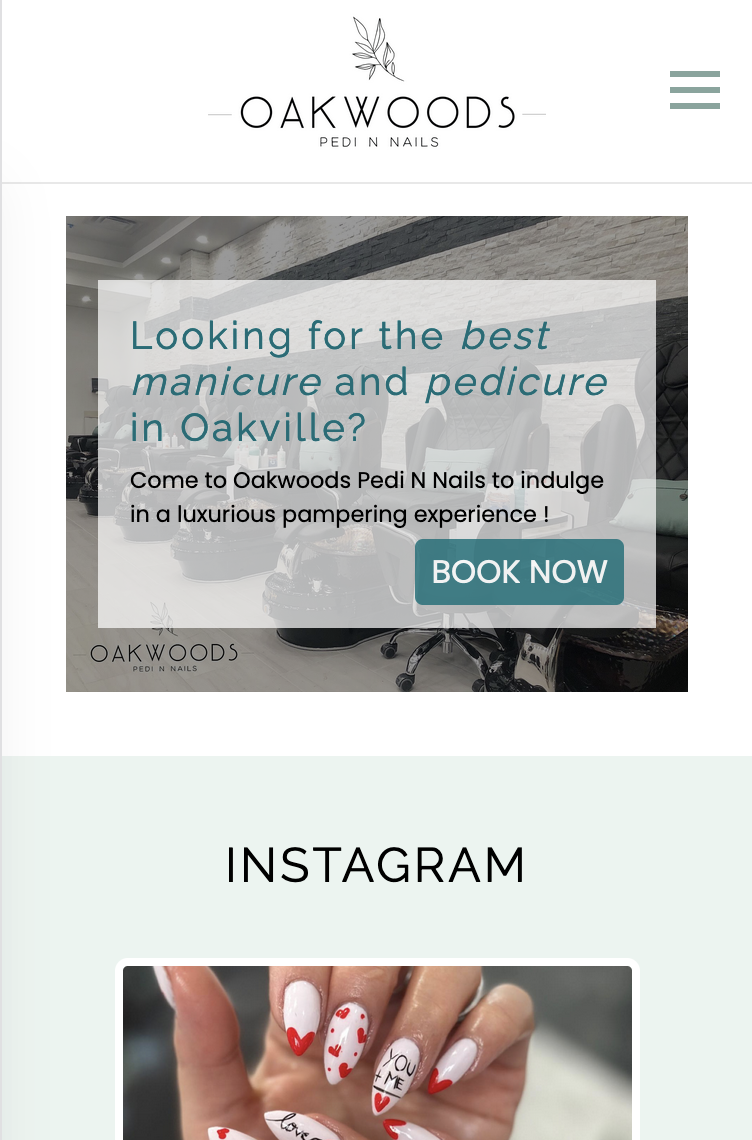 OAKWOODS
PEDI N NAILS
Looking for the best
manicure and pedicure
in Oakville?
Come to Oakwoods Pedi N Nails to indulge
in a luxurious pampering experience !
BOOK NOW
OAKWOODS
PEDI N NAILS
INSTAGRAM
YOU
+ ME
love